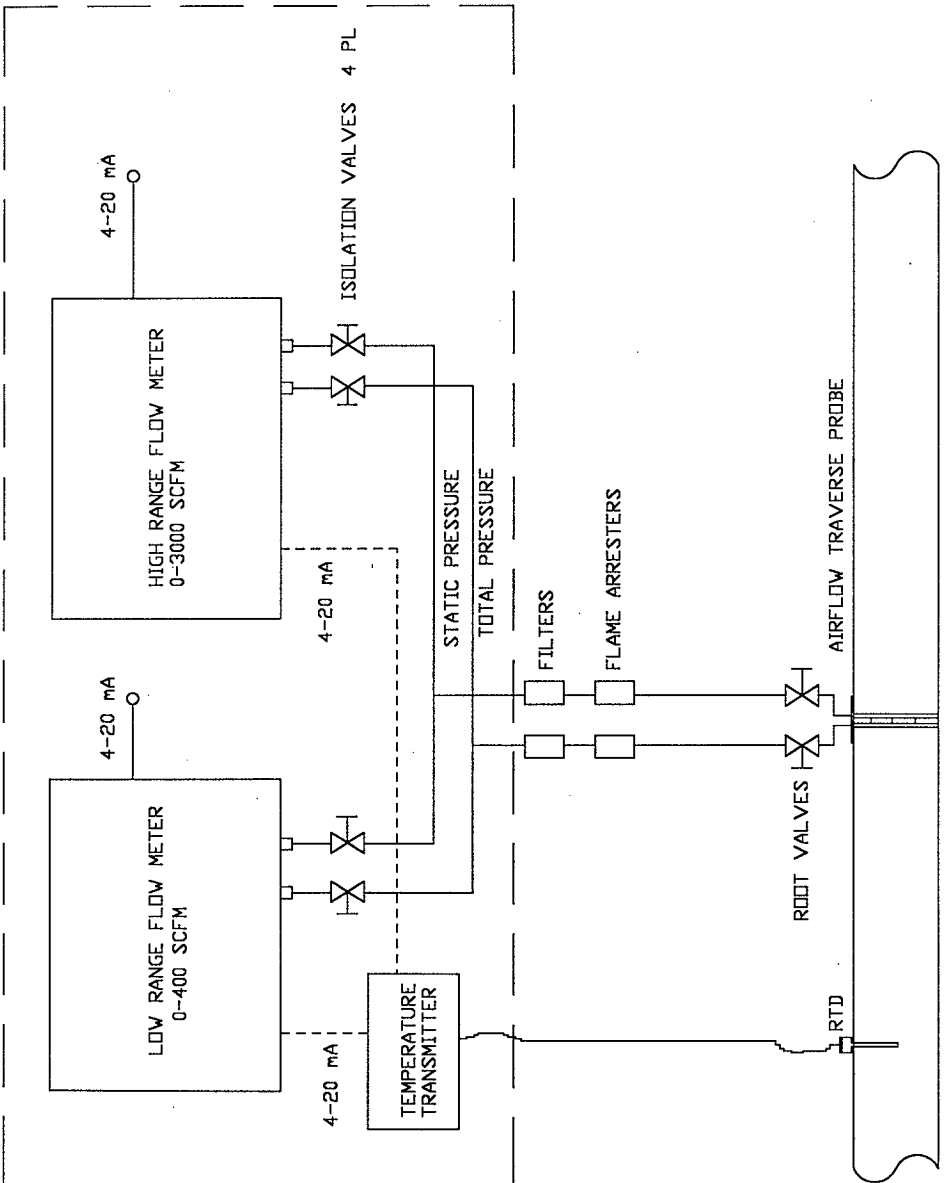 LOW RANGE FLOW METER
0-400 SCFM
4-20 mA
HIGH RANGE FLOW METER
0-3000 SCFM
4-20 mA
ISOLATION VALVES 4 PL
4-20 mA
4-20 mA
TEMPERATURE
TRANSMITTER
STATIC PRESSURE
TOTAL PRESSURE
FILTERS
FLAME ARRESTERS
ROOT VALVES
AIRFLOW TRAVERSE PROBE
RTD